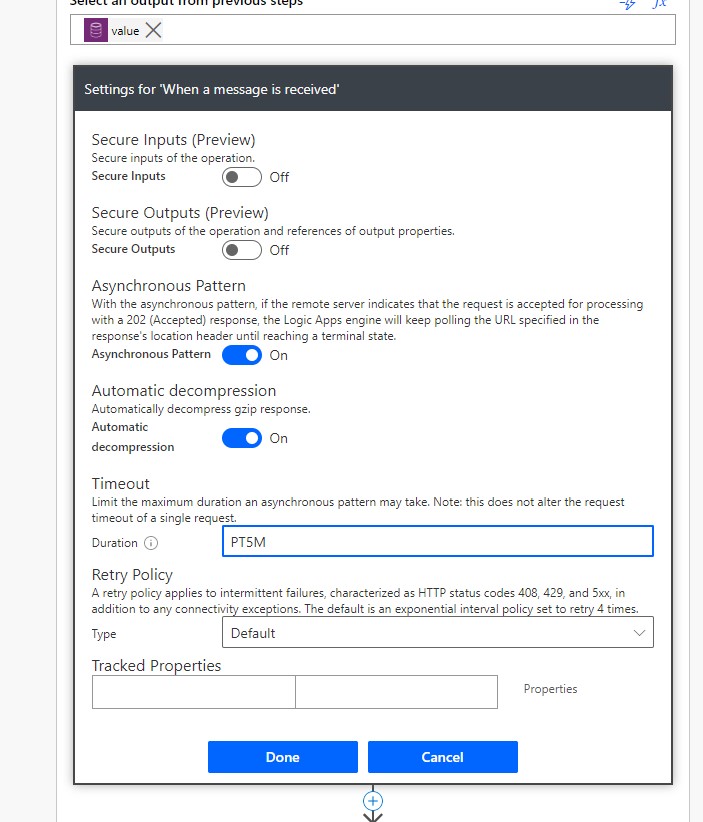 Select an output from previous steps
value
Settings for 'When a message is received'
Secure Inputs (Preview)
Secure inputs of the operation.
Secure Inputs
Off
Secure Outputs (Preview)
Secure outputs of the operation and references of output properties.
Secure Outputs
Off
Asynchronous Pattern
With the asynchronous pattern, if the remote server indicates that the request is accepted for processing
with a 202 (Accepted) response, the Logic Apps engine will keep polling the URL specified in the
response's location header until reaching a terminal state.
Asynchronous Pattern
On
Automatic decompression
Automatically decompress gzip response.
Automatic
decompression
On
Timeout
Limit the maximum duration an asynchronous pattern may take. Note: this does not alter the request
timeout of a single request.
Duration
PT5M
Retry Policy
A retry policy applies to intermittent failures, characterized as HTTP status codes 408, 429, and 5xx, in
addition to any connectivity exceptions. The default is an exponential interval policy set to retry 4 times.
Type
Default
Tracked Properties
Properties
Done
Cancel